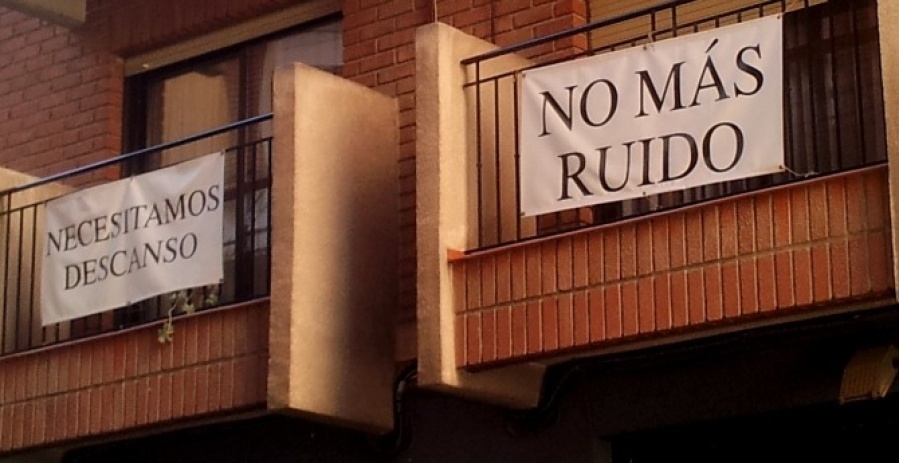 NECESITAMOS
DESCANSO
NO MÁS
RUIDO